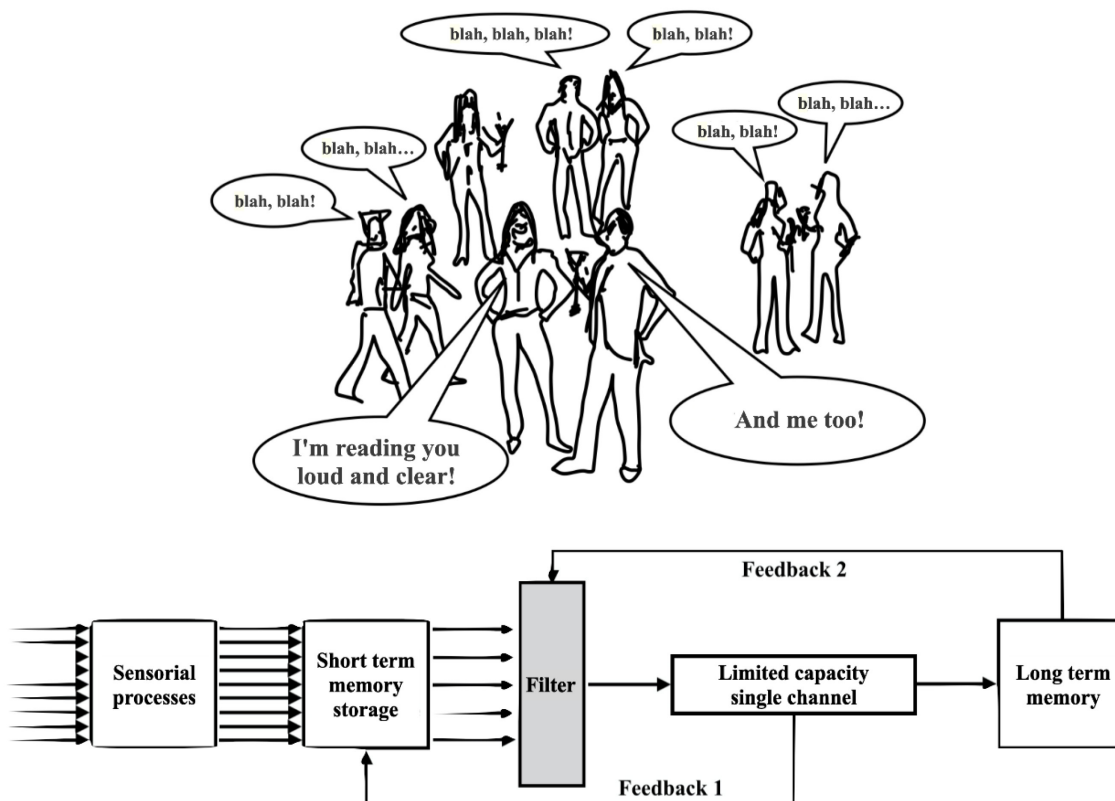 blah, blah, blah!
blah, blah!
blah, blah…
blah, blah!
blah, blah…
blah, blah!
I'm reading you
loud and clear!
And me too!
Feedback 2
Sensorial
processes
Short term
memory
storage
Filter
Limited capacity
single channel
Long term
memory
Feedback 1